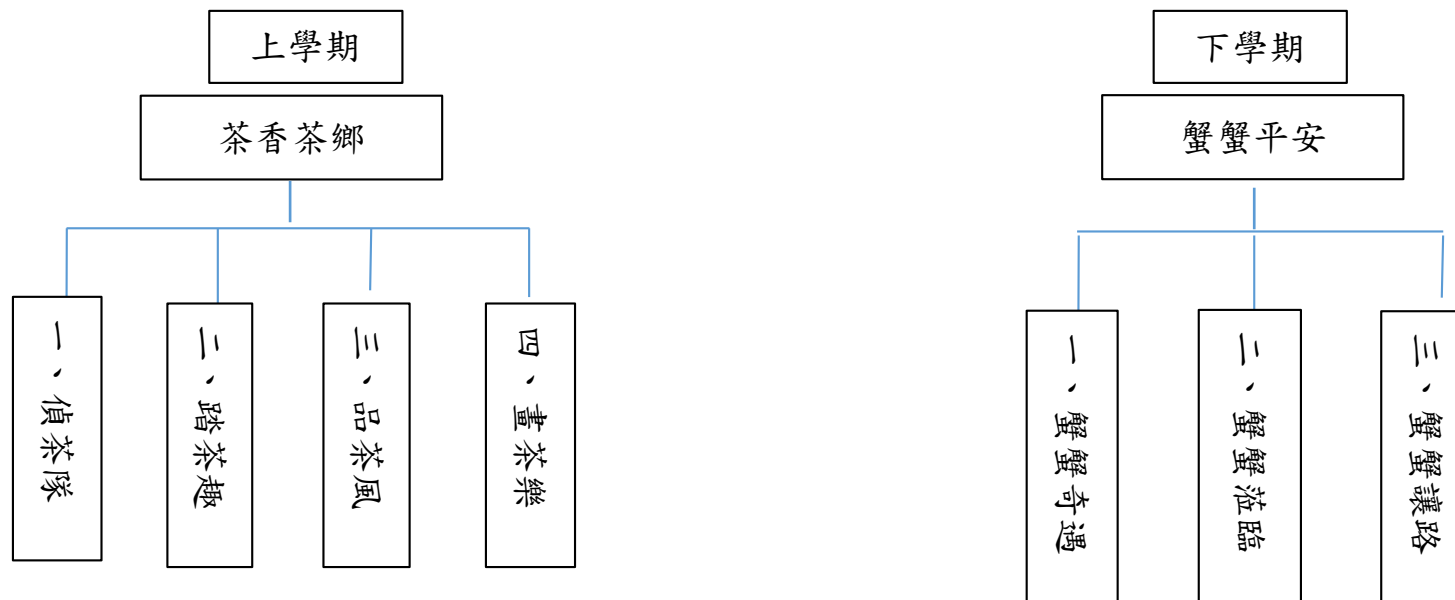 上學期
茶香茶鄉
一、偵茶隊
二、踏茶趣
三、品茶風
四、畫茶樂
下學期
蟹蟹平安
一、蟹蟹奇遇
二、蟹蟹蒞臨
三、蟹蟹讓路